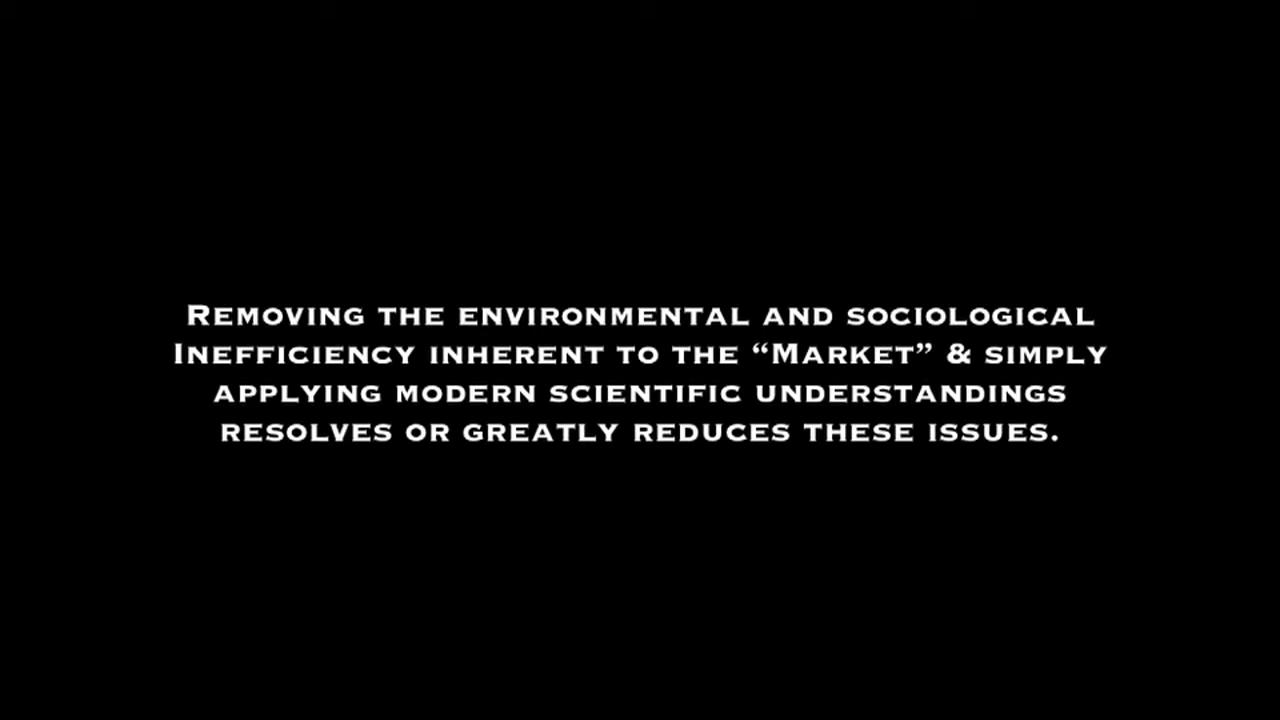 Removing the environmental and sociological
Inefficiency inherent to the “Market” & simply
applying modern scientific understandings
resolves or greatly reduces these issues.